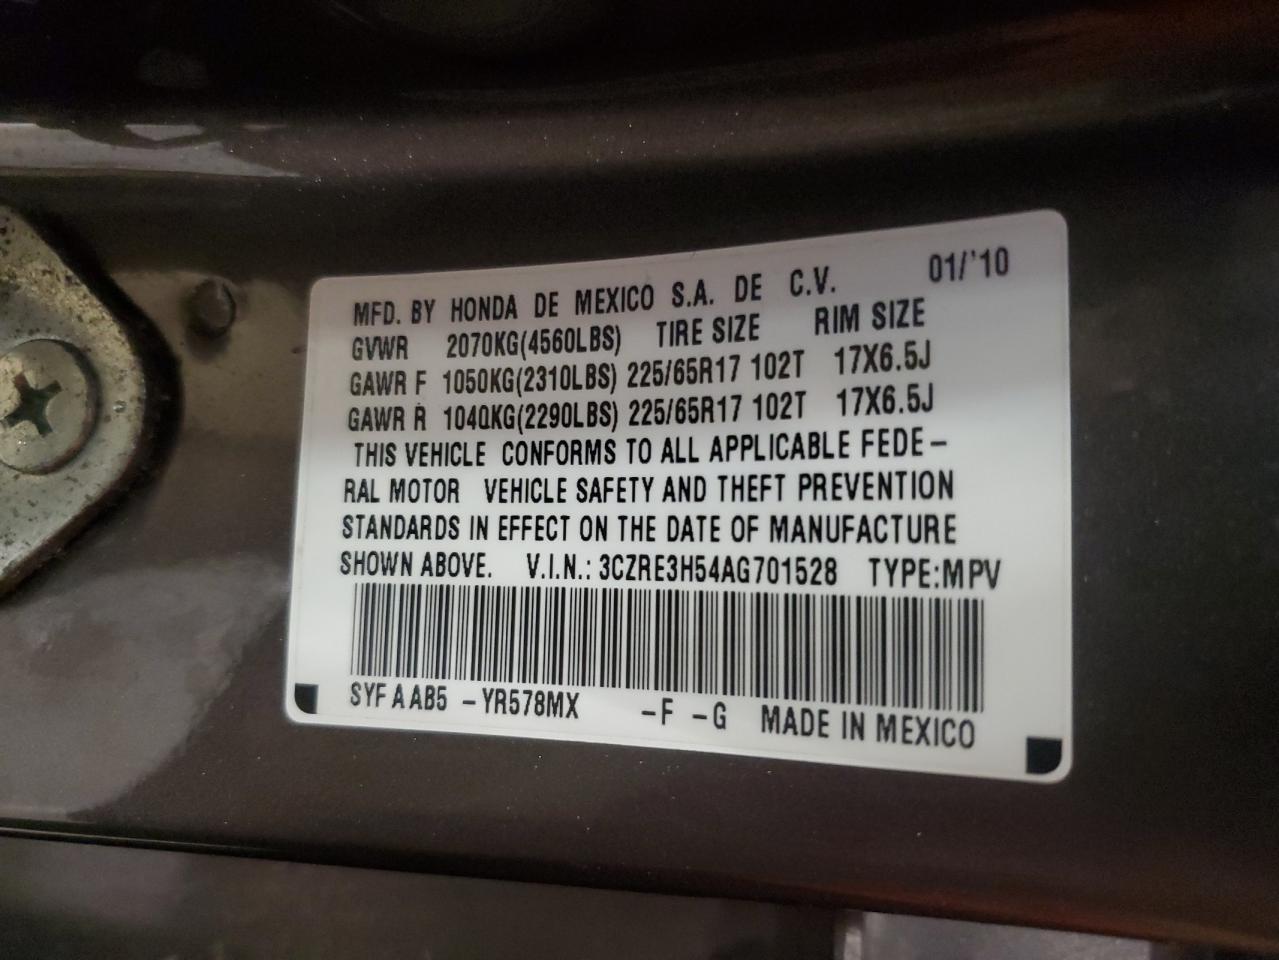 MFD. BY HONDA DE MEXICO S.A. DE C.V. 01/'10
GVWR 2070KG(4560LBS) TIRE SIZE RIM SIZE
GAWR F 1050KG(2310LBS) 225/65R17 102T 17X6.5J
GAWR R 1040KG(2290LBS) 225/65R17 102T 17X6.5J
THIS VEHICLE CONFORMS TO ALL APPLICABLE FEDE-
RAL MOTOR VEHICLE SAFETY AND THEFT PREVENTION
STANDARDS IN EFFECT ON THE DATE OF MANUFACTURE
SHOWN ABOVE. V.I.N.: 3CZRE3H54AG701528 TYPE:MPV
SYFAAB5 -YR578MX -F -G MADE IN MEXICO